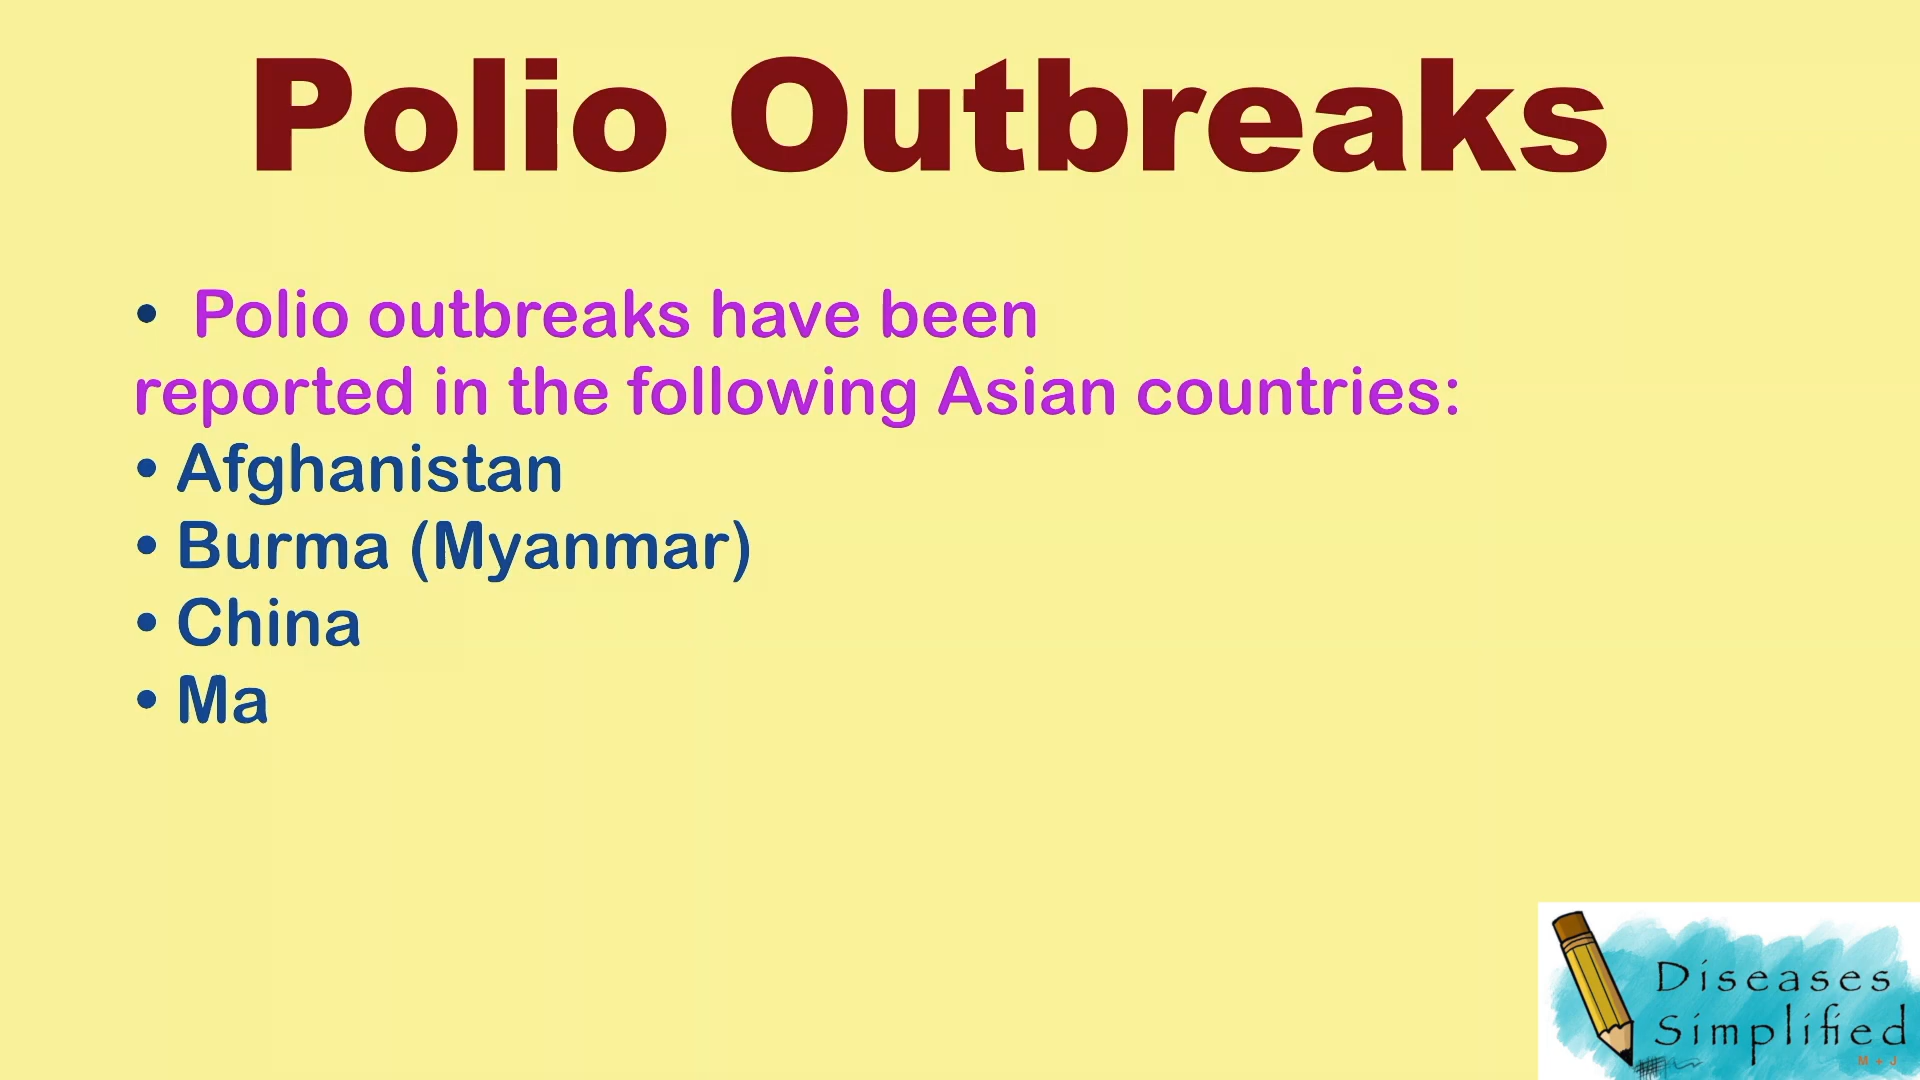 Polio Outbreaks
• Polio outbreaks have been
reported in the following Asian countries:
• Afghanistan
• Burma (Myanmar)
• China
• Ma
Diseases
Simplified
M + J